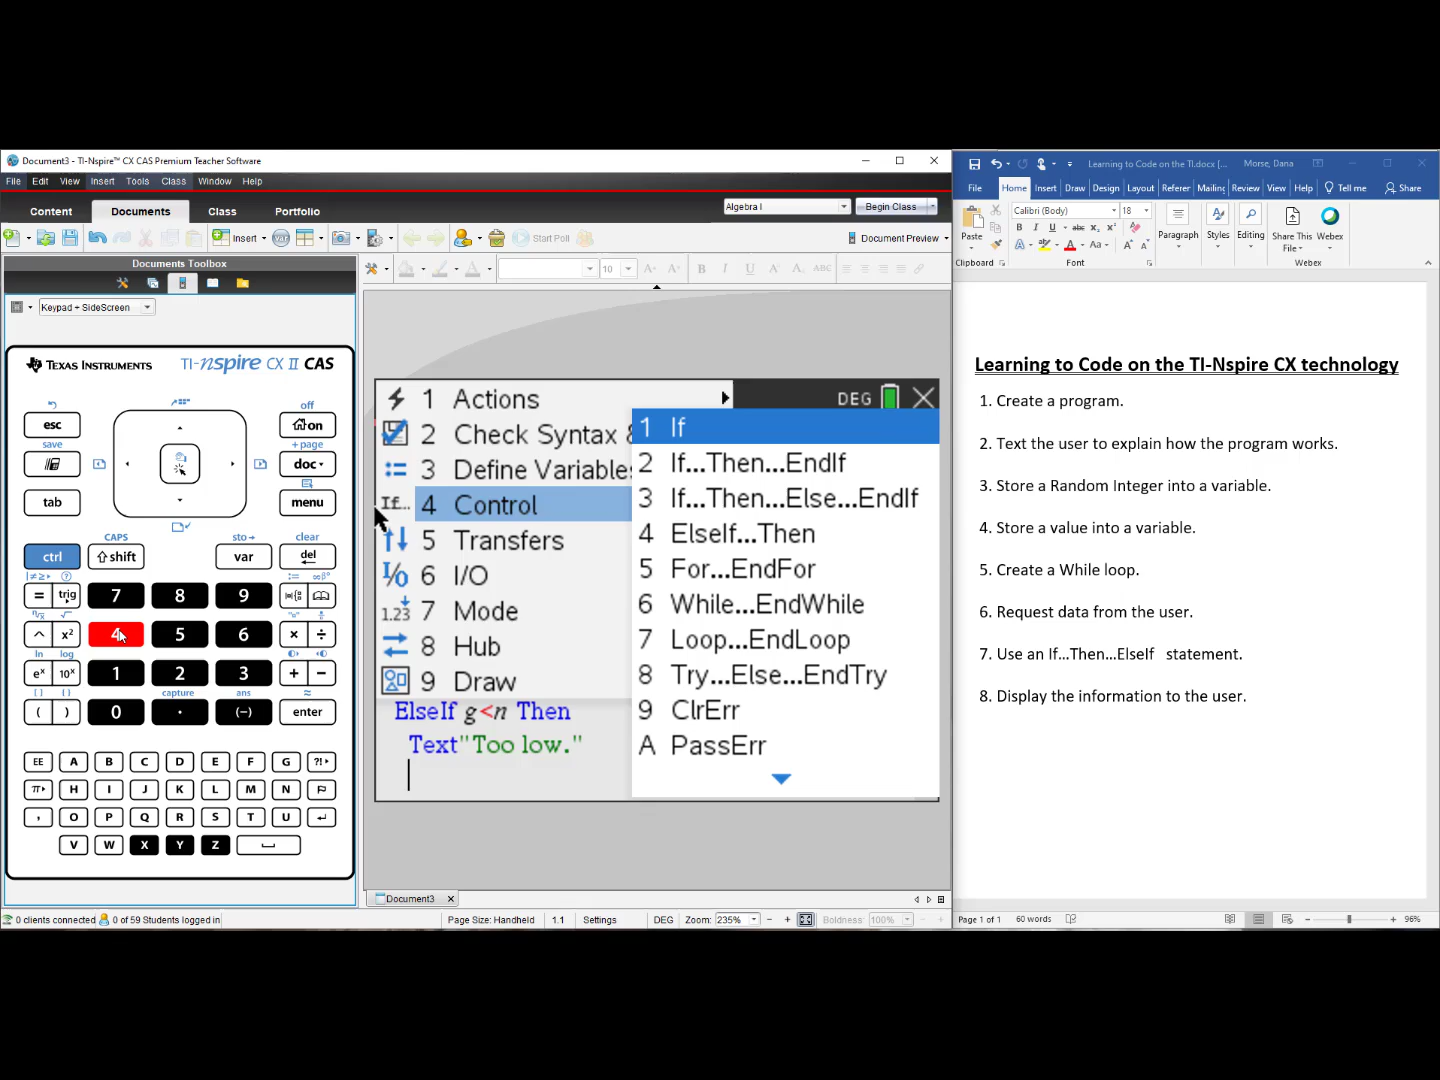 Document3 - TI-Nspire™ CX CAS Premium Teacher Software
File Edit View Insert Tools Class Window Help
Content Documents Class Portfolio
Algebra I Begin Class
Insert Start Poll Document Preview
Documents Toolbox
10 B I U ABC
Keypad + SideScreen
TEXAS INSTRUMENTS TI-nspire CX II CAS
esc off on
save + page doc
tab menu
CAPS sto→ clear
ctrl shift var del
= trig 7 8 9
^ x² 4 5 6 × ÷
ln log
eˣ 10ˣ 1 2 3 + −
capture ans
( ) 0 . (−) enter
EE A B C D E F G ?!
π H I J K L M N
, O P Q R S T U
V W X Y Z
1 Actions
2 Check Syntax &
3 Define Variables
4 Control
5 Transfers
6 I/O
7 Mode
8 Hub
9 Draw
DEG
1 If
2 If...Then...EndIf
3 If...Then...Else...EndIf
4 ElseIf...Then
5 For...EndFor
6 While...EndWhile
7 Loop...EndLoop
8 Try...Else...EndTry
9 ClrErr
A PassErr
ElseIf g<n Then
Text"Too low."
Document3
0 clients connected 0 of 59 Students logged in
Page Size: Handheld 1.1 Settings DEG Zoom: 235% Boldness: 100%
Learning to Code on the TI.docx [... Morse, Dana
File Home Insert Draw Design Layout Referer Mailinc Review View Help Tell me Share
Calibri (Body) 18
Paste B I U abc x₂ x² Paragraph Styles Editing Share This File Webex
Clipboard Font Webex
Learning to Code on the TI-Nspire CX technology
1. Create a program.
2. Text the user to explain how the program works.
3. Store a Random Integer into a variable.
4. Store a value into a variable.
5. Create a While loop.
6. Request data from the user.
7. Use an If...Then...ElseIf statement.
8. Display the information to the user.
Page 1 of 1 60 words 96%